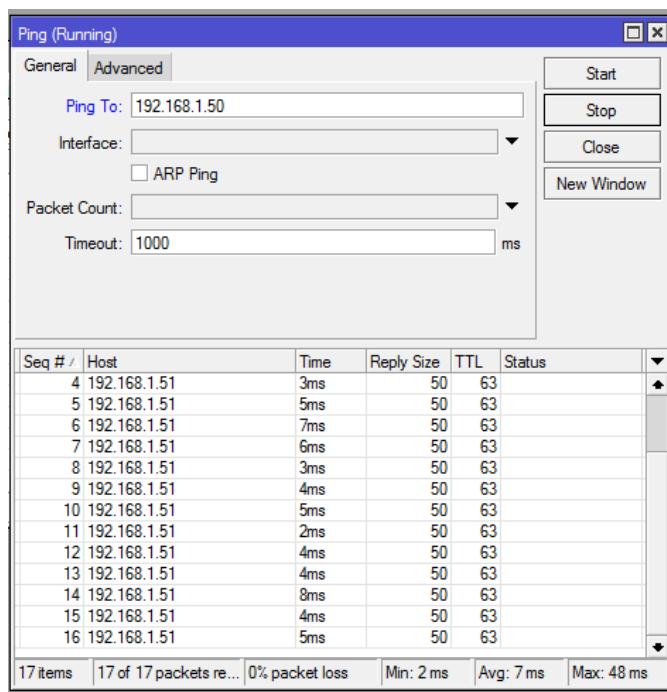 Ping (Running)
General Advanced
Start
Ping To: 192.168.1.50
Stop
Interface:
Close
ARP Ping
New Window
Packet Count:
Timeout: 1000 ms
Seq # Host Time Reply Size TTL Status
4 192.168.1.51 3ms 50 63
5 192.168.1.51 5ms 50 63
6 192.168.1.51 7ms 50 63
7 192.168.1.51 6ms 50 63
8 192.168.1.51 3ms 50 63
9 192.168.1.51 4ms 50 63
10 192.168.1.51 5ms 50 63
11 192.168.1.51 2ms 50 63
12 192.168.1.51 4ms 50 63
13 192.168.1.51 4ms 50 63
14 192.168.1.51 8ms 50 63
15 192.168.1.51 4ms 50 63
16 192.168.1.51 5ms 50 63
17 items 17 of 17 packets re... 0% packet loss Min: 2 ms Avg: 7 ms Max: 48 ms